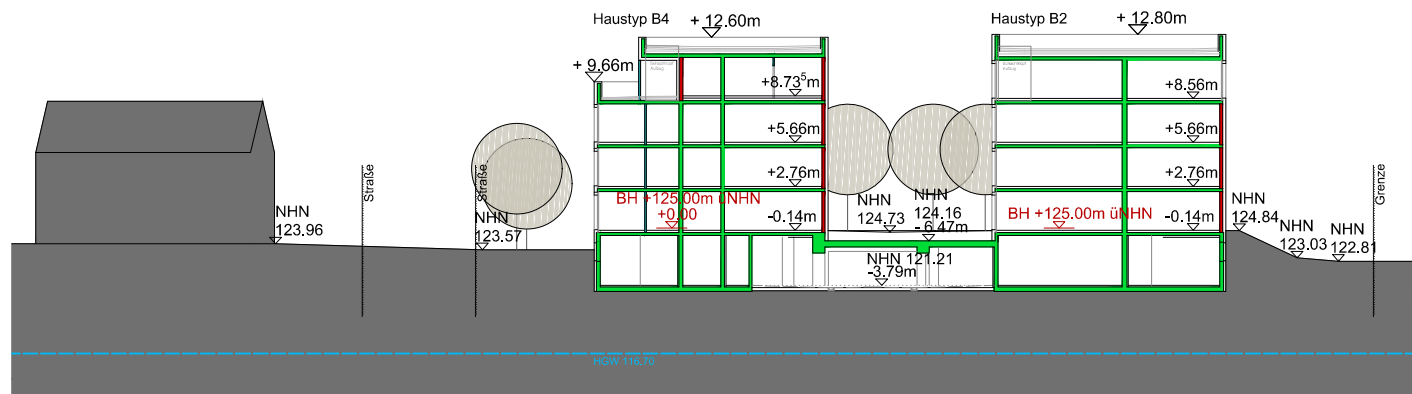 Haustyp B4
+ 12.60m
Haustyp B2
+ 12.80m
+ 9.66m
+8.73⁵m
+8.56m
+5.66m
+5.66m
+2.76m
+2.76m
Straße
Straße
Grenze
BH +125.00m üNHN
+0.00
-0.14m
NHN
124.73
NHN
124.16
- 6.47m
BH +125.00m üNHN
-0.14m
NHN
123.96
NHN
123.57
NHN
124.84
NHN
123.03
NHN
122.81
NHN 121.21
-3.79m
HGW 116.70